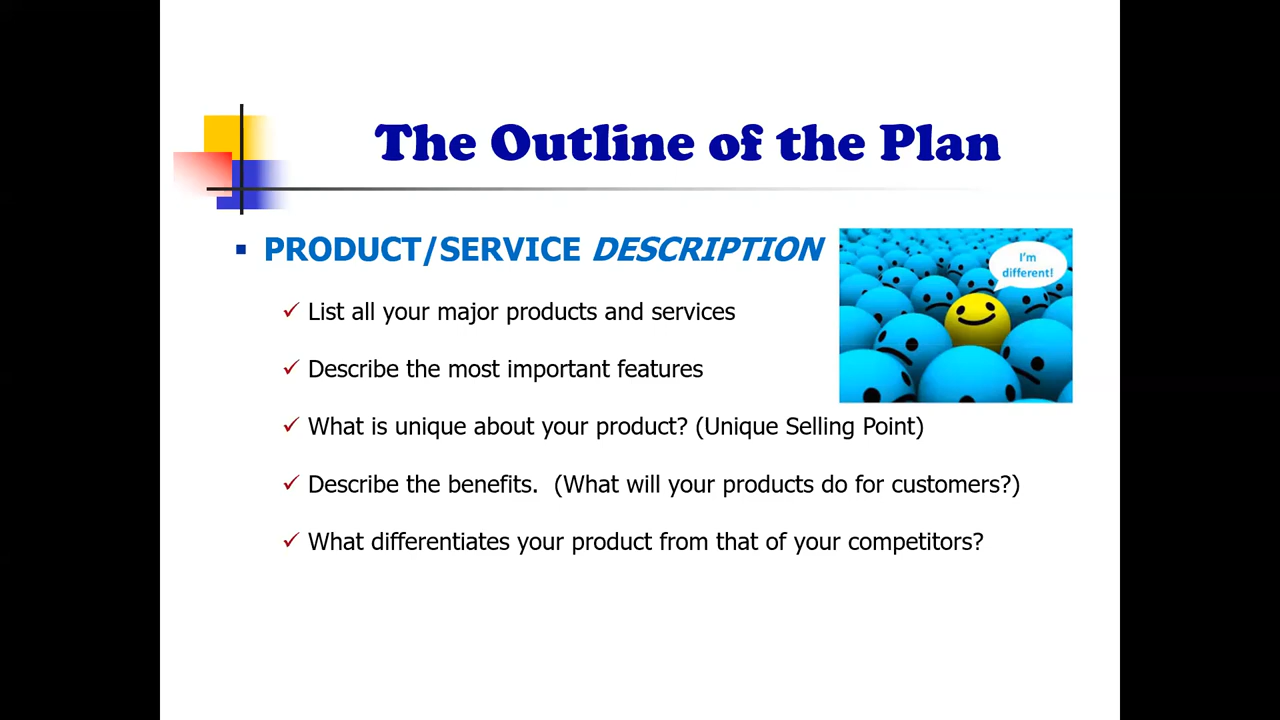 The Outline of the Plan
PRODUCT/SERVICE DESCRIPTION
I'm
different!
List all your major products and services
Describe the most important features
What is unique about your product? (Unique Selling Point)
Describe the benefits.  (What will your products do for customers?)
What differentiates your product from that of your competitors?